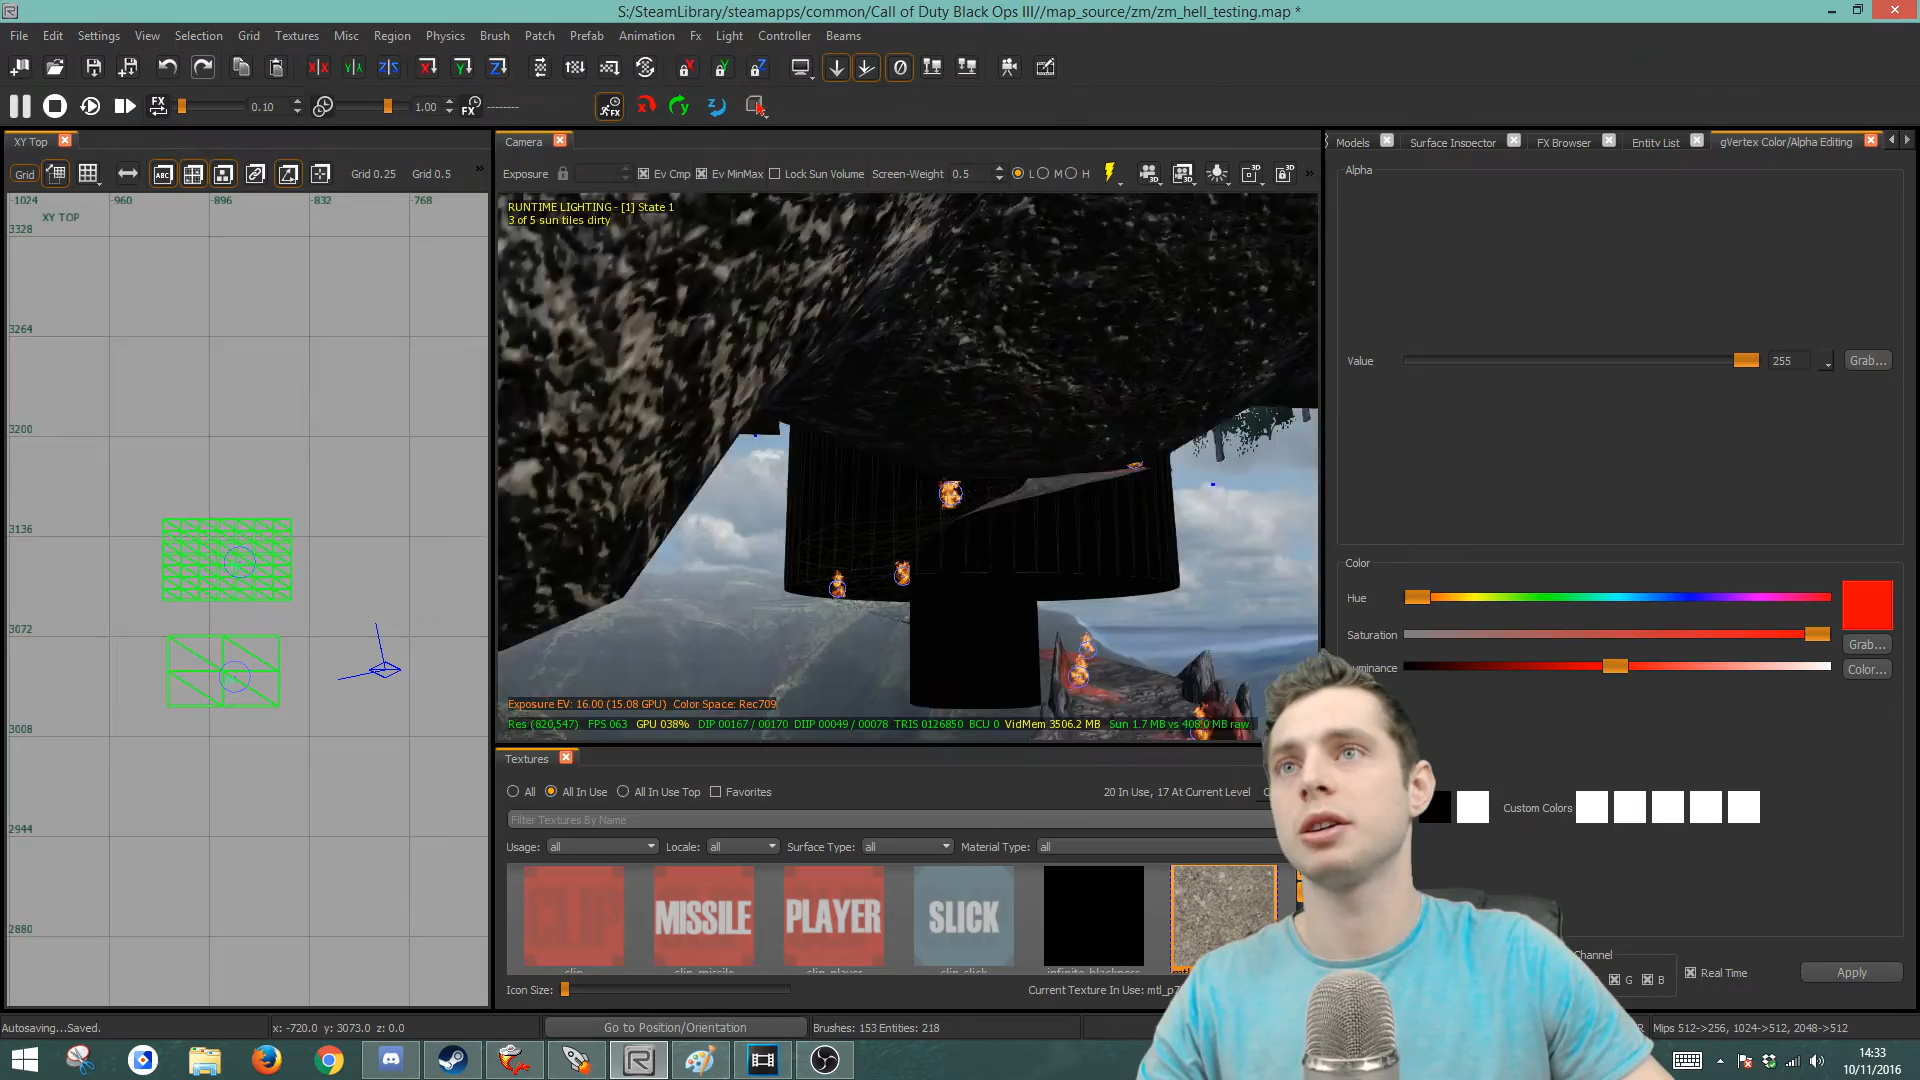 S:/SteamLibrary/steamapps/common/Call of Duty Black Ops III//map_source/zm/zm_hell_testing.map *
File Edit Settings View Selection Grid Textures Misc Region Physics Brush Patch Prefab Animation Fx Light Controller Beams
FX 0.10 1.00 FX --------
XY Top
Camera
Models Surface Inspector FX Browser Entity List gVertex Color/Alpha Editing
Grid ABC Grid 0.25 Grid 0.5 »
Exposure Ev Cmp Ev MinMax Lock Sun Volume Screen-Weight 0.5 L M H »
Alpha
-1024 -960 -896 -832 -768
XY TOP
RUNTIME LIGHTING - [1] State 1
3 of 5 sun tiles dirty
3328
3264
3200
3136
3072
3008
2944
2880
Value 255 Grab...
Color
Hue
Saturation
Grab...
Color...
Exposure EV: 16.00 (15.08 GPU) Color Space: Rec709
Res (820,547) FPS 063 GPU 038% DIP 00167 / 00170 DIIP 00049 / 00078 TRIS 0126850 BCU 0 VidMem 3506.2 MB Sun 1.7 MB vs 408.0 MB raw
Textures
All All In Use All In Use Top Favorites 20 In Use, 17 At Current Level
Custom Colors
Filter Textures By Name
Usage: all Locale: all Surface Type: all Material Type: all
CLIP MISSILE PLAYER SLICK
clip clip_missile clip_player clip_slick infinite_blackness
Icon Size: Current Texture In Use:
G B Real Time Apply
Autosaving...Saved. x: -720.0 y: 3073.0 z: 0.0 Go to Position/Orientation Brushes: 153 Entities: 218 Mips 512->256, 1024->512, 2048->512
14:33
10/11/2016